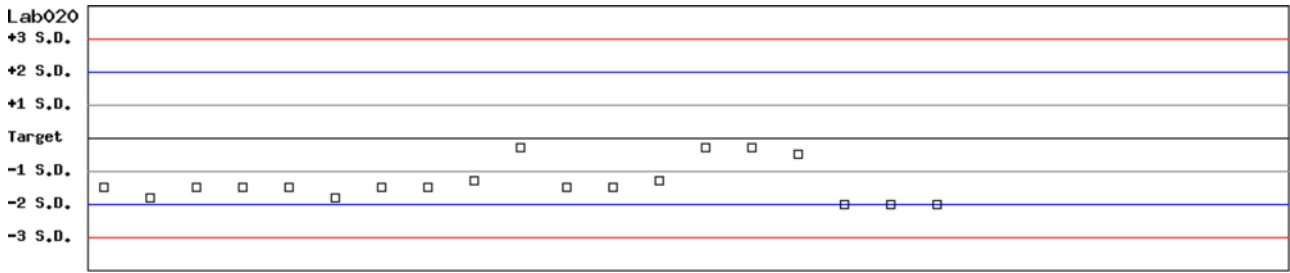 Lab020
+3 S.D.
+2 S.D.
+1 S.D.
Target
-1 S.D.
-2 S.D.
-3 S.D.